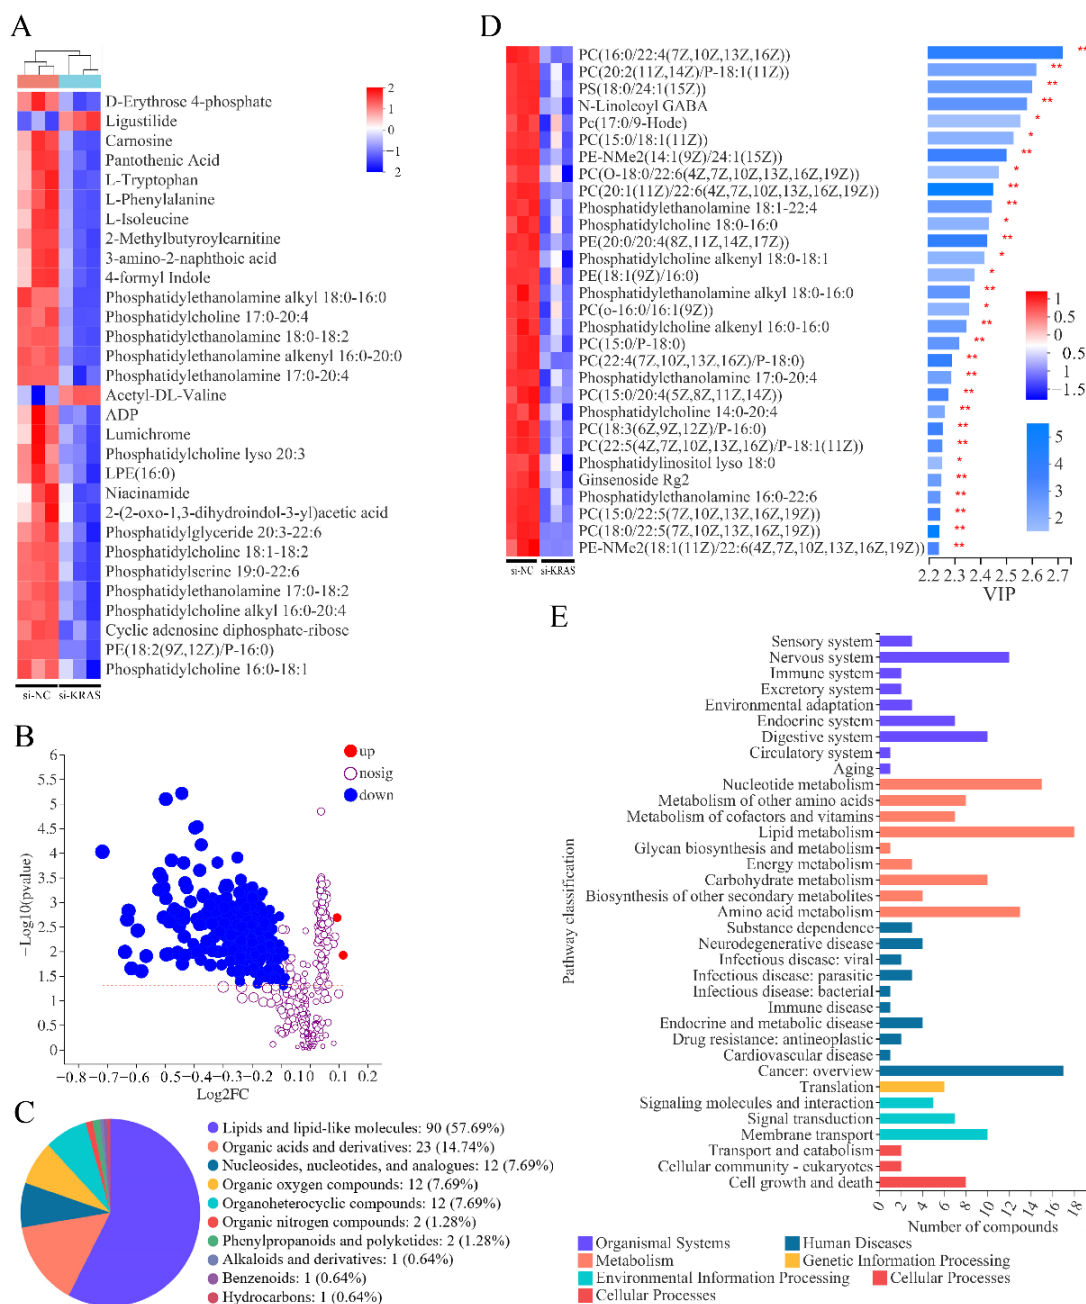 A
D-Erythrose 4-phosphate
Ligustilide
Carnosine
Pantothenic Acid
L-Tryptophan
L-Phenylalanine
L-Isoleucine
2-Methylbutyroylcarnitine
3-amino-2-naphthoic acid
4-formyl Indole
Phosphatidylethanolamine alkyl 18:0-16:0
Phosphatidylcholine 17:0-20:4
Phosphatidylethanolamine 18:0-18:2
Phosphatidylethanolamine alkenyl 16:0-20:0
Phosphatidylethanolamine 17:0-20:4
Acetyl-DL-Valine
ADP
Lumichrome
Phosphatidylcholine lyso 20:3
LPE(16:0)
Niacinamide
2-(2-oxo-1,3-dihydroindol-3-yl)acetic acid
Phosphatidylglyceride 20:3-22:6
Phosphatidylcholine 18:1-18:2
Phosphatidylserine 19:0-22:6
Phosphatidylethanolamine 17:0-18:2
Phosphatidylcholine alkyl 16:0-20:4
Cyclic adenosine diphosphate-ribose
PE(18:2(9Z,12Z)/P-16:0)
Phosphatidylcholine 16:0-18:1
si-NC si-KRAS
2
1
0
1
2
D
PC(16:0/22:4(7Z,10Z,13Z,16Z)) **
PC(20:2(11Z,14Z)/P-18:1(11Z)) **
PS(18:0/24:1(15Z)) **
N-Linoleoyl GABA **
Pc(17:0/9-Hode) *
PC(15:0/18:1(11Z)) *
PE-NMe2(14:1(9Z)/24:1(15Z)) **
PC(O-18:0/22:6(4Z,7Z,10Z,13Z,16Z,19Z)) *
PC(20:1(11Z)/22:6(4Z,7Z,10Z,13Z,16Z,19Z)) **
Phosphatidylethanolamine 18:1-22:4 **
Phosphatidylcholine 18:0-16:0 *
PE(20:0/20:4(8Z,11Z,14Z,17Z)) **
Phosphatidylcholine alkenyl 18:0-18:1 *
PE(18:1(9Z)/16:0) *
Phosphatidylethanolamine alkyl 18:0-16:0 **
PC(o-16:0/16:1(9Z)) *
Phosphatidylcholine alkenyl 16:0-16:0 **
PC(15:0/P-18:0) **
PC(22:4(7Z,10Z,13Z,16Z)/P-18:0) **
Phosphatidylethanolamine 17:0-20:4 **
PC(15:0/20:4(5Z,8Z,11Z,14Z)) **
Phosphatidylcholine 14:0-20:4 **
PC(18:3(6Z,9Z,12Z)/P-16:0) **
PC(22:5(4Z,7Z,10Z,13Z,16Z)/P-18:1(11Z)) **
Phosphatidylinositol lyso 18:0 *
Ginsenoside Rg2 **
Phosphatidylethanolamine 16:0-22:6 **
PC(15:0/22:5(7Z,10Z,13Z,16Z,19Z)) **
PC(18:0/22:5(7Z,10Z,13Z,16Z,19Z)) **
PE-NMe2(18:1(11Z)/22:6(4Z,7Z,10Z,13Z,16Z,19Z)) **
si-NC si-KRAS
2.2 2.3 2.4 2.5 2.6 2.7
VIP
1
0.5
0
-0.5
-1
-1.5
5
4
3
2
B
up
nosig
down
6
5.5
5
4.5
4
3.5
3
2.5
2
1.5
1
0.5
0
−Log10(pvalue)
−0.8 −0.7 −0.6 0.5 −0.4 −0.3 −0.2 0.1 0 0.1 0.2
Log2FC
C
Lipids and lipid-like molecules: 90 (57.69%)
Organic acids and derivatives: 23 (14.74%)
Nucleosides, nucleotides, and analogues: 12 (7.69%)
Organic oxygen compounds: 12 (7.69%)
Organoheterocyclic compounds: 12 (7.69%)
Organic nitrogen compounds: 2 (1.28%)
Phenylpropanoids and polyketides: 2 (1.28%)
Alkaloids and derivatives: 1 (0.64%)
Benzenoids: 1 (0.64%)
Hydrocarbons: 1 (0.64%)
E
Pathway classification
Sensory system
Nervous system
Immune system
Excretory system
Environmental adaptation
Endocrine system
Digestive system
Circulatory system
Aging
Nucleotide metabolism
Metabolism of other amino acids
Metabolism of cofactors and vitamins
Lipid metabolism
Glycan biosynthesis and metabolism
Energy metabolism
Carbohydrate metabolism
Biosynthesis of other secondary metabolites
Amino acid metabolism
Substance dependence
Neurodegenerative disease
Infectious disease: viral
Infectious disease: parasitic
Infectious disease: bacterial
Immune disease
Endocrine and metabolic disease
Drug resistance: antineoplastic
Cardiovascular disease
Cancer: overview
Translation
Signaling molecules and interaction
Signal transduction
Membrane transport
Transport and catabolism
Cellular community - eukaryotes
Cell growth and death
0 2 4 6 8 10 12 14 16 18
Number of compounds
Organismal Systems
Human Diseases
Metabolism
Genetic Information Processing
Environmental Information Processing
Cellular Processes
Cellular Processes